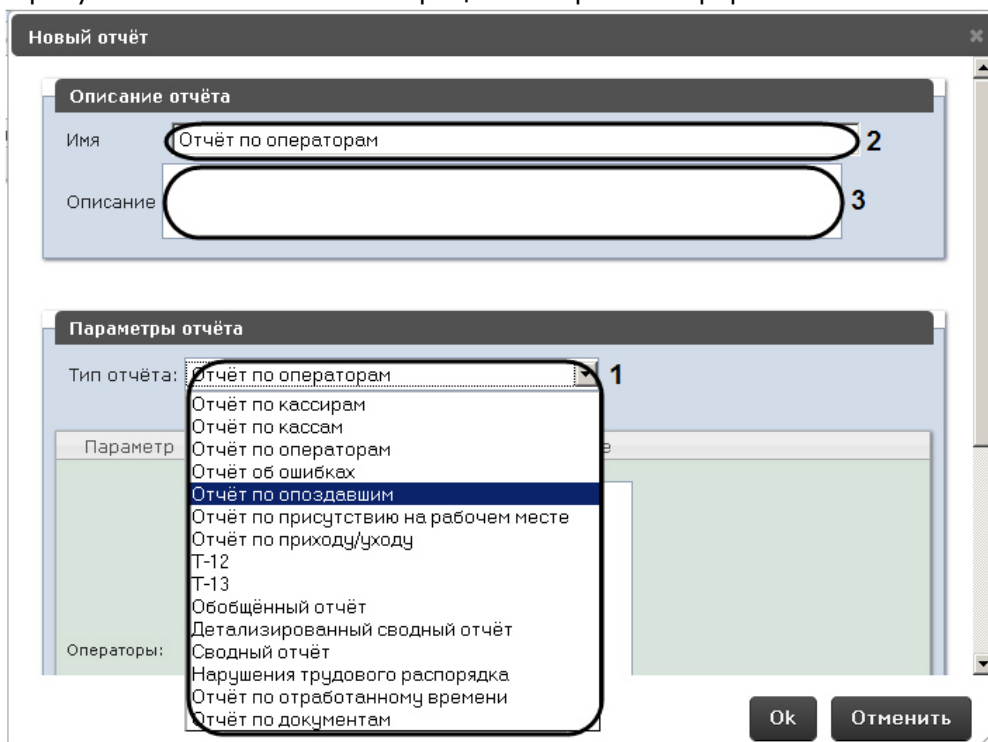 Новый отчёт
Описание отчёта
Имя Отчёт по операторам 2
Описание 3
Параметры отчёта
Тип отчёта: Отчёт по операторам 1
Отчёт по кассирам
Отчёт по кассам
Параметр
Отчёт по операторам
Отчёт об ошибках
Отчёт по опоздавшим
Отчёт по присутствию на рабочем месте
Отчёт по приходу/уходу
Т-12
Т-13
Обобщённый отчёт
Детализированный сводный отчёт
Операторы:
Сводный отчёт
Нарушения трудового распорядка
Отчёт по отработанному времени
Отчёт по документам
Ok Отменить